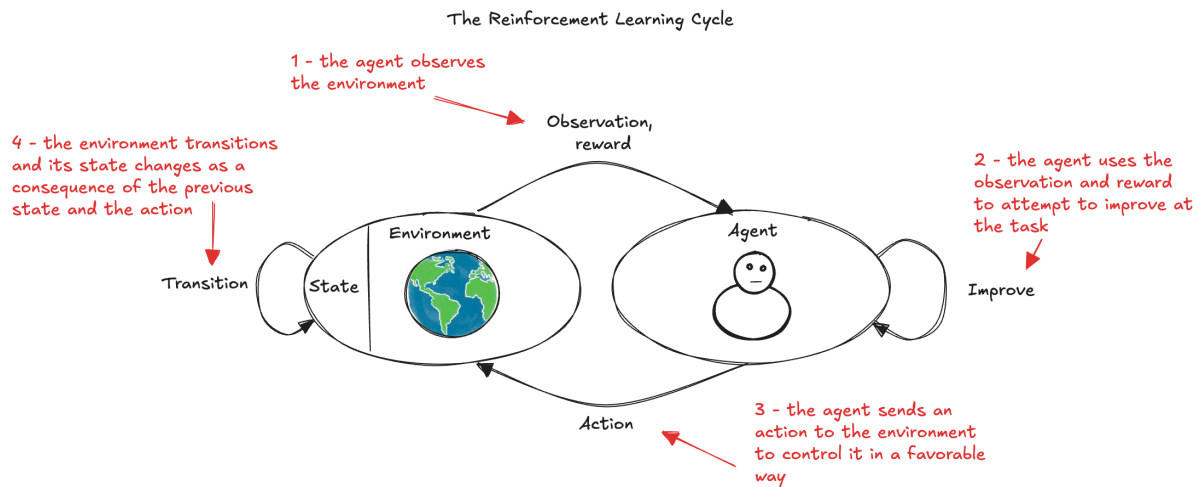 The Reinforcement Learning Cycle
1 - the agent observes
the environment
Observation,
reward
4 - the environment transitions
and its state changes as a
consequence of the previous
state and the action
2 - the agent uses the
observation and reward
to attempt to improve at
the task
Environment
Agent
Transition
State
Improve
Action
3 - the agent sends an
action to the environment
to control it in a favorable
way